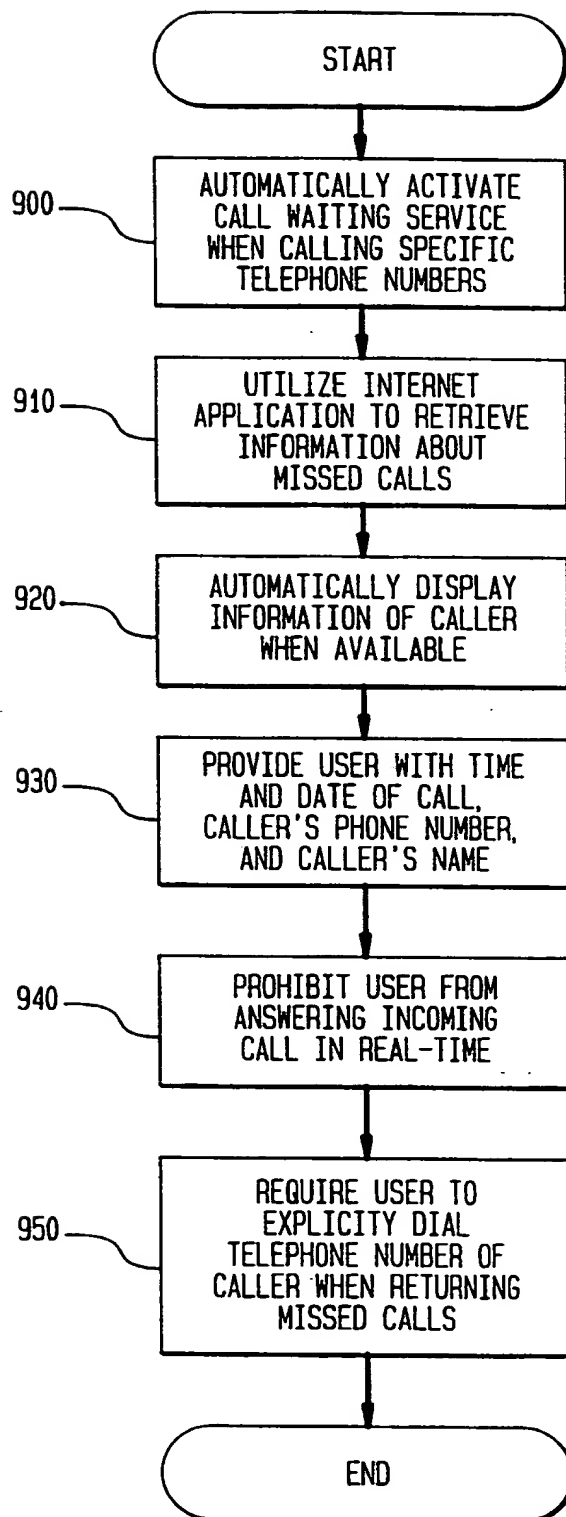 START
900
AUTOMATICALLY ACTIVATE
CALL WAITING SERVICE
WHEN CALLING SPECIFIC
TELEPHONE NUMBERS
910
UTILIZE INTERNET
APPLICATION TO RETRIEVE
INFORMATION ABOUT
MISSED CALLS
920
AUTOMATICALLY DISPLAY
INFORMATION OF CALLER
WHEN AVAILABLE
930
PROVIDE USER WITH TIME
AND DATE OF CALL,
CALLER'S PHONE NUMBER,
AND CALLER'S NAME
940
PROHIBIT USER FROM
ANSWERING INCOMING
CALL IN REAL-TIME
950
REQUIRE USER TO
EXPLICITY DIAL
TELEPHONE NUMBER OF
CALLER WHEN RETURNING
MISSED CALLS
END